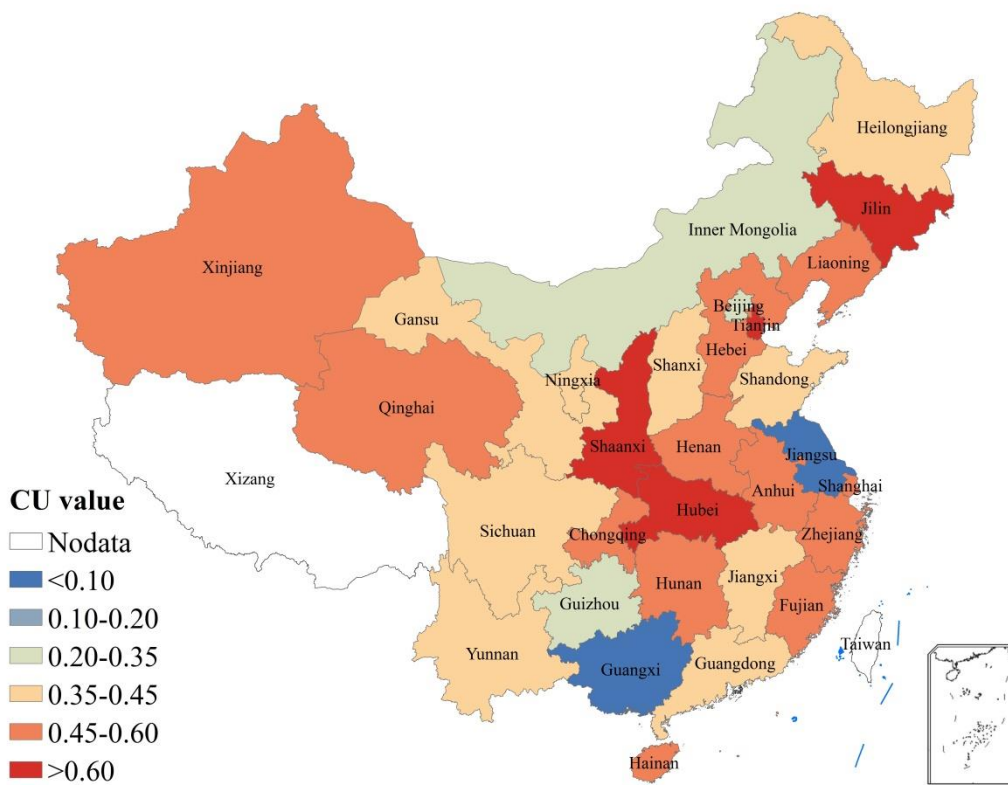 Heilongjiang
Jilin
Inner Mongolia
Liaoning
Xinjiang
Beijing
Tianjin
Gansu
Hebei
Shanxi
Ningxia
Shandong
Qinghai
Shaanxi
Henan
Jiangsu
Xizang
Anhui
Shanghai
Hubei
Sichuan
Chongqing
Zhejiang
Hunan
Jiangxi
Guizhou
Fujian
Taiwan
Yunnan
Guangxi
Guangdong
Hainan
CU value
Nodata
<0.10
0.10-0.20
0.20-0.35
0.35-0.45
0.45-0.60
>0.60